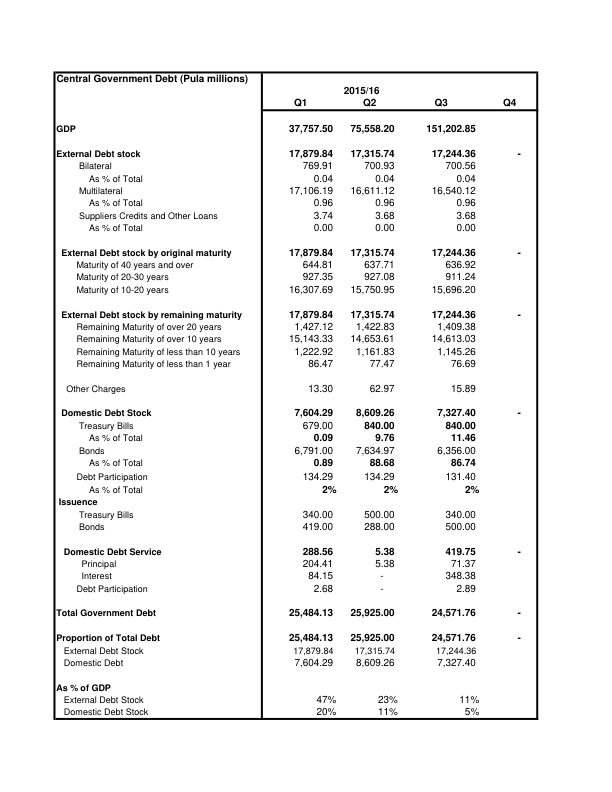 Central Government Debt (Pula millions)
2015/16
Q1 Q2 Q3 Q4
GDP 37,757.50 75,558.20 151,202.85
External Debt stock 17,879.84 17,315.74 17,244.36 -
Bilateral 769.91 700.93 700.56
As % of Total 0.04 0.04 0.04
Multilateral 17,106.19 16,611.12 16,540.12
As % of Total 0.96 0.96 0.96
Suppliers Credits and Other Loans 3.74 3.68 3.68
As % of Total 0.00 0.00 0.00
External Debt stock by original maturity 17,879.84 17,315.74 17,244.36 -
Maturity of 40 years and over 644.81 637.71 636.92
Maturity of 20-30 years 927.35 927.08 911.24
Maturity of 10-20 years 16,307.69 15,750.95 15,696.20
External Debt stock by remaining maturity 17,879.84 17,315.74 17,244.36 -
Remaining Maturity of over 20 years 1,427.12 1,422.83 1,409.38
Remaining Maturity of over 10 years 15,143.33 14,653.61 14,613.03
Remaining Maturity of less than 10 years 1,222.92 1,161.83 1,145.26
Remaining Maturity of less than 1 year 86.47 77.47 76.69
Other Charges 13.30 62.97 15.89
Domestic Debt Stock 7,604.29 8,609.26 7,327.40 -
Treasury Bills 679.00 840.00 840.00
As % of Total 0.09 9.76 11.46
Bonds 6,791.00 7,634.97 6,356.00
As % of Total 0.89 88.68 86.74
Debt Participation 134.29 134.29 131.40
As % of Total 2% 2% 2%
Issuence
Treasury Bills 340.00 500.00 340.00
Bonds 419.00 288.00 500.00
Domestic Debt Service 288.56 5.38 419.75 -
Principal 204.41 5.38 71.37
Interest 84.15 - 348.38
Debt Participation 2.68 - 2.89
Total Government Debt 25,484.13 25,925.00 24,571.76 -
Proportion of Total Debt 25,484.13 25,925.00 24,571.76 -
External Debt Stock 17,879.84 17,315.74 17,244.36
Domestic Debt 7,604.29 8,609.26 7,327.40
As % of GDP
External Debt Stock 47% 23% 11%
Domestic Debt Stock 20% 11% 5%